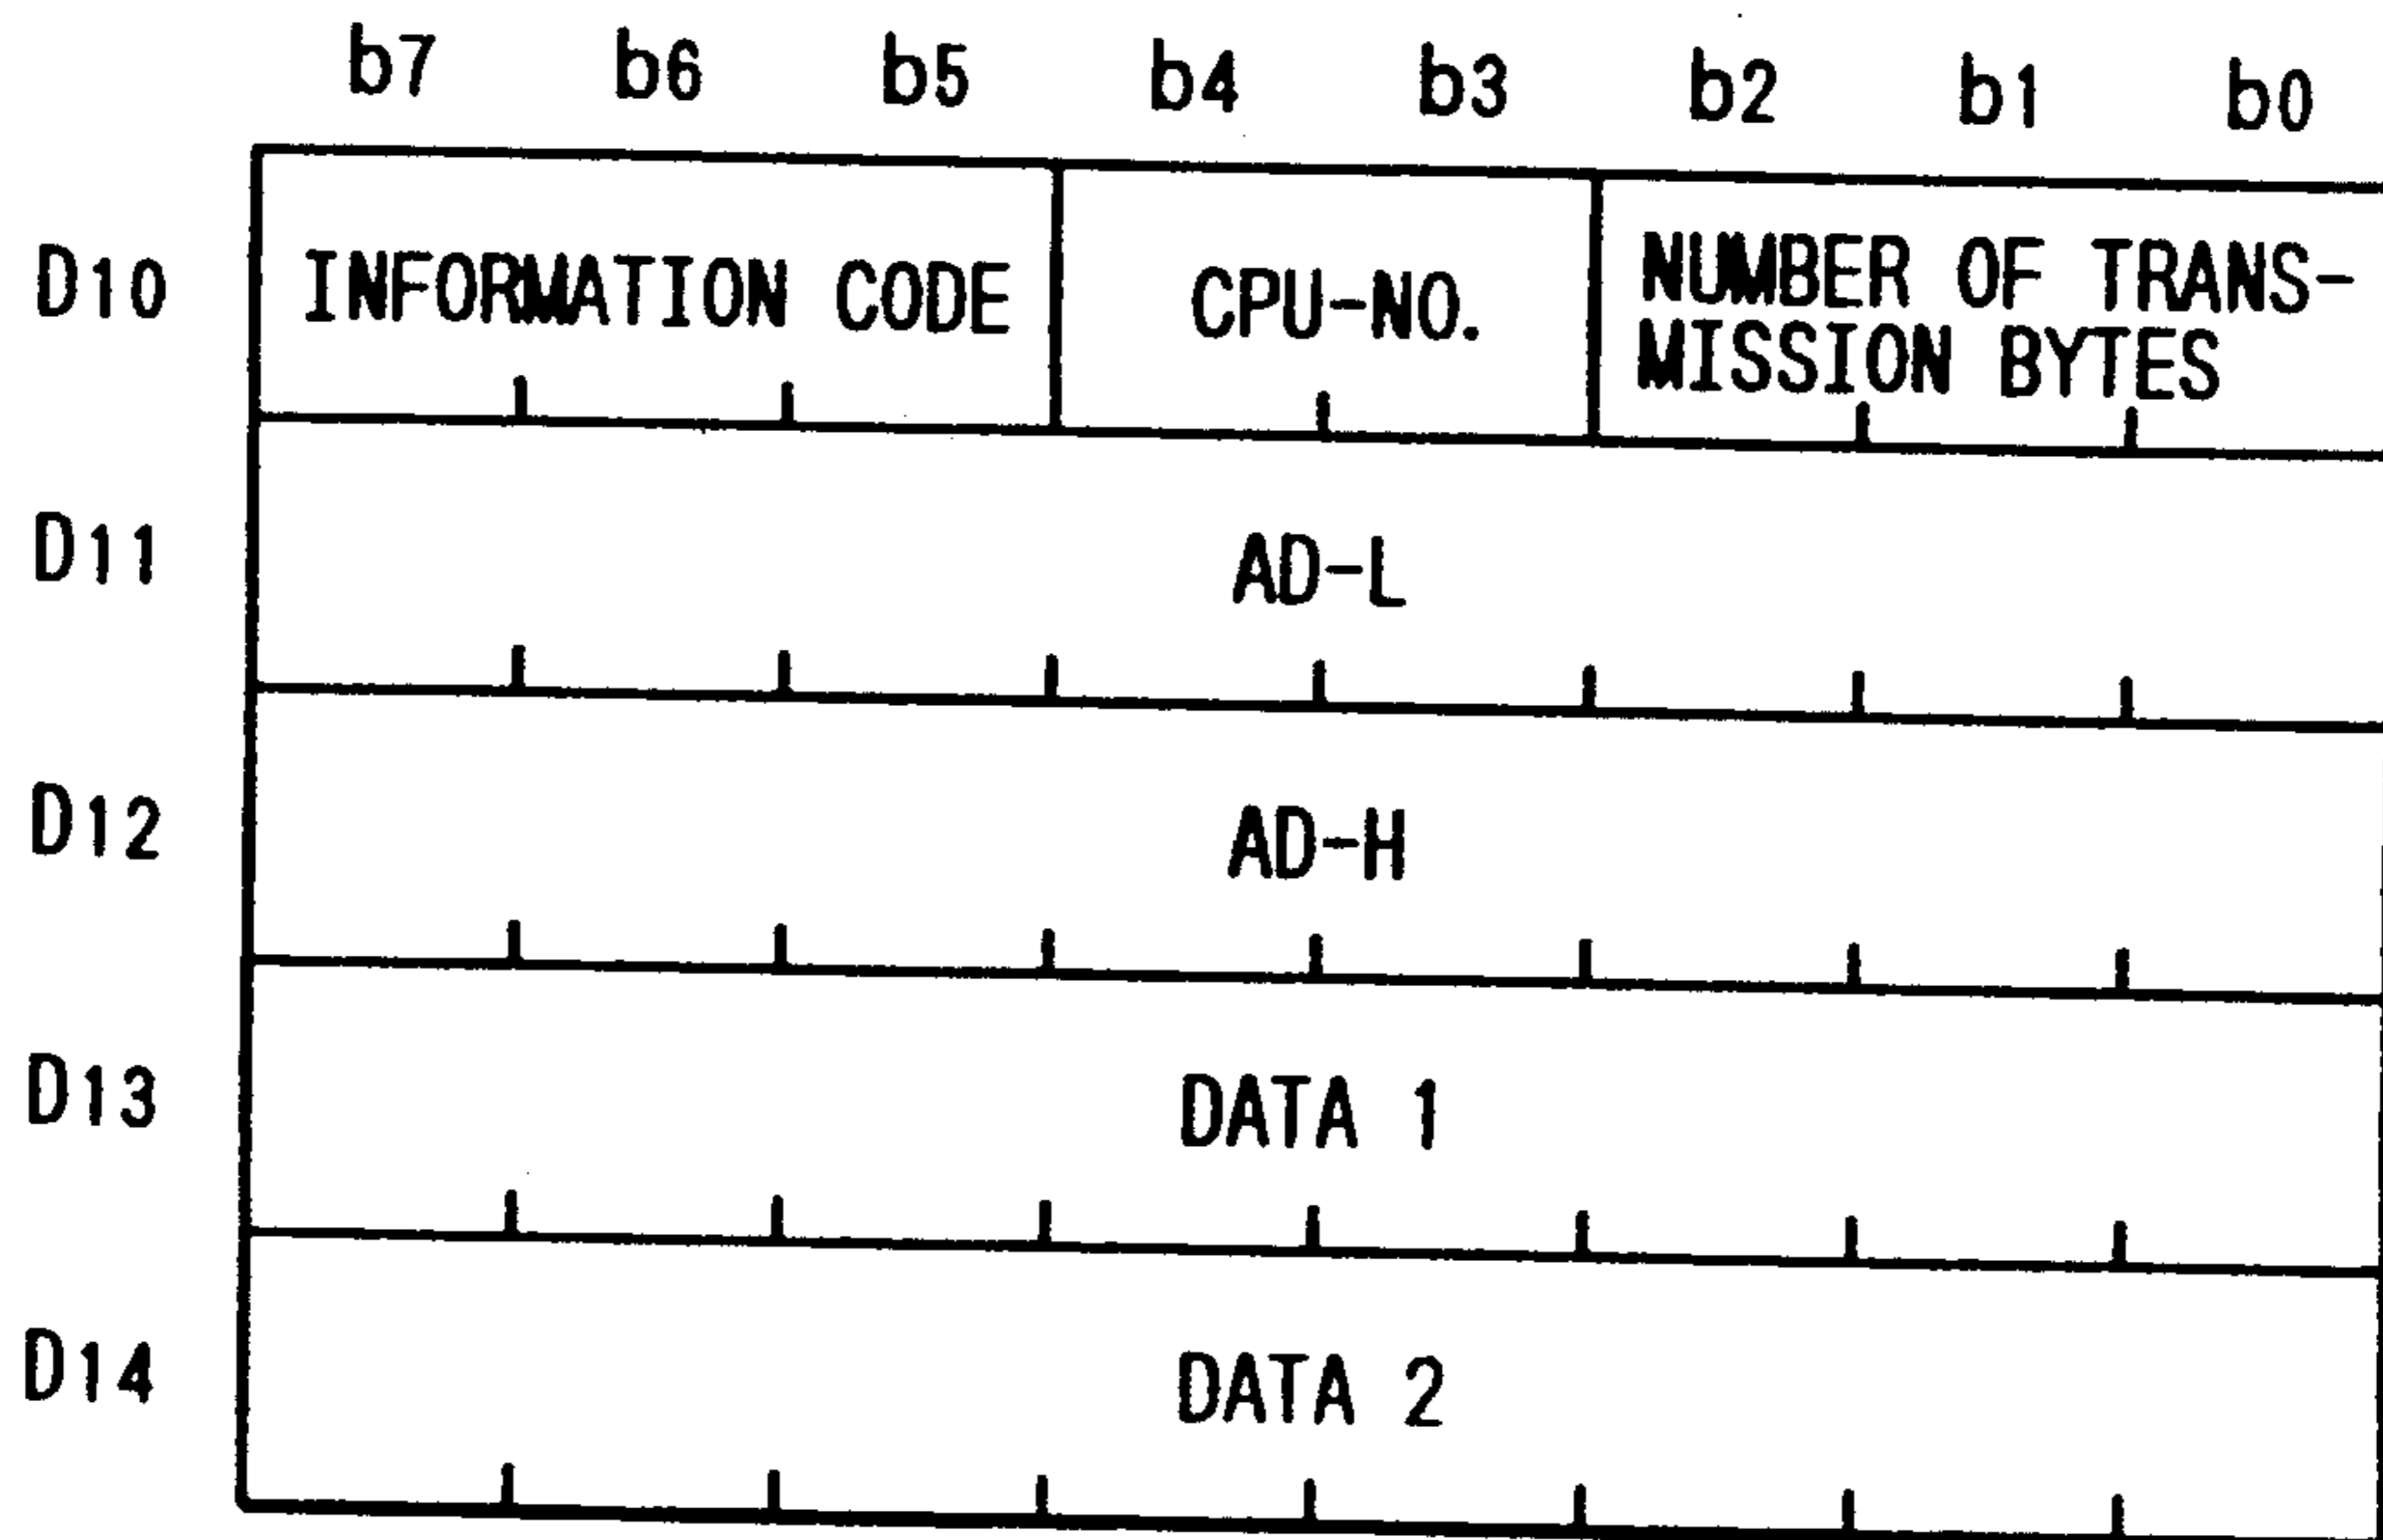 b7 b6 b5 b4 b3 b2 b1 b0
D10 INFORMATION CODE CPU-NO. NUMBER OF TRANS-
MISSION BYTES
D11 AD-L
D12 AD-H
D13 DATA 1
D14 DATA 2